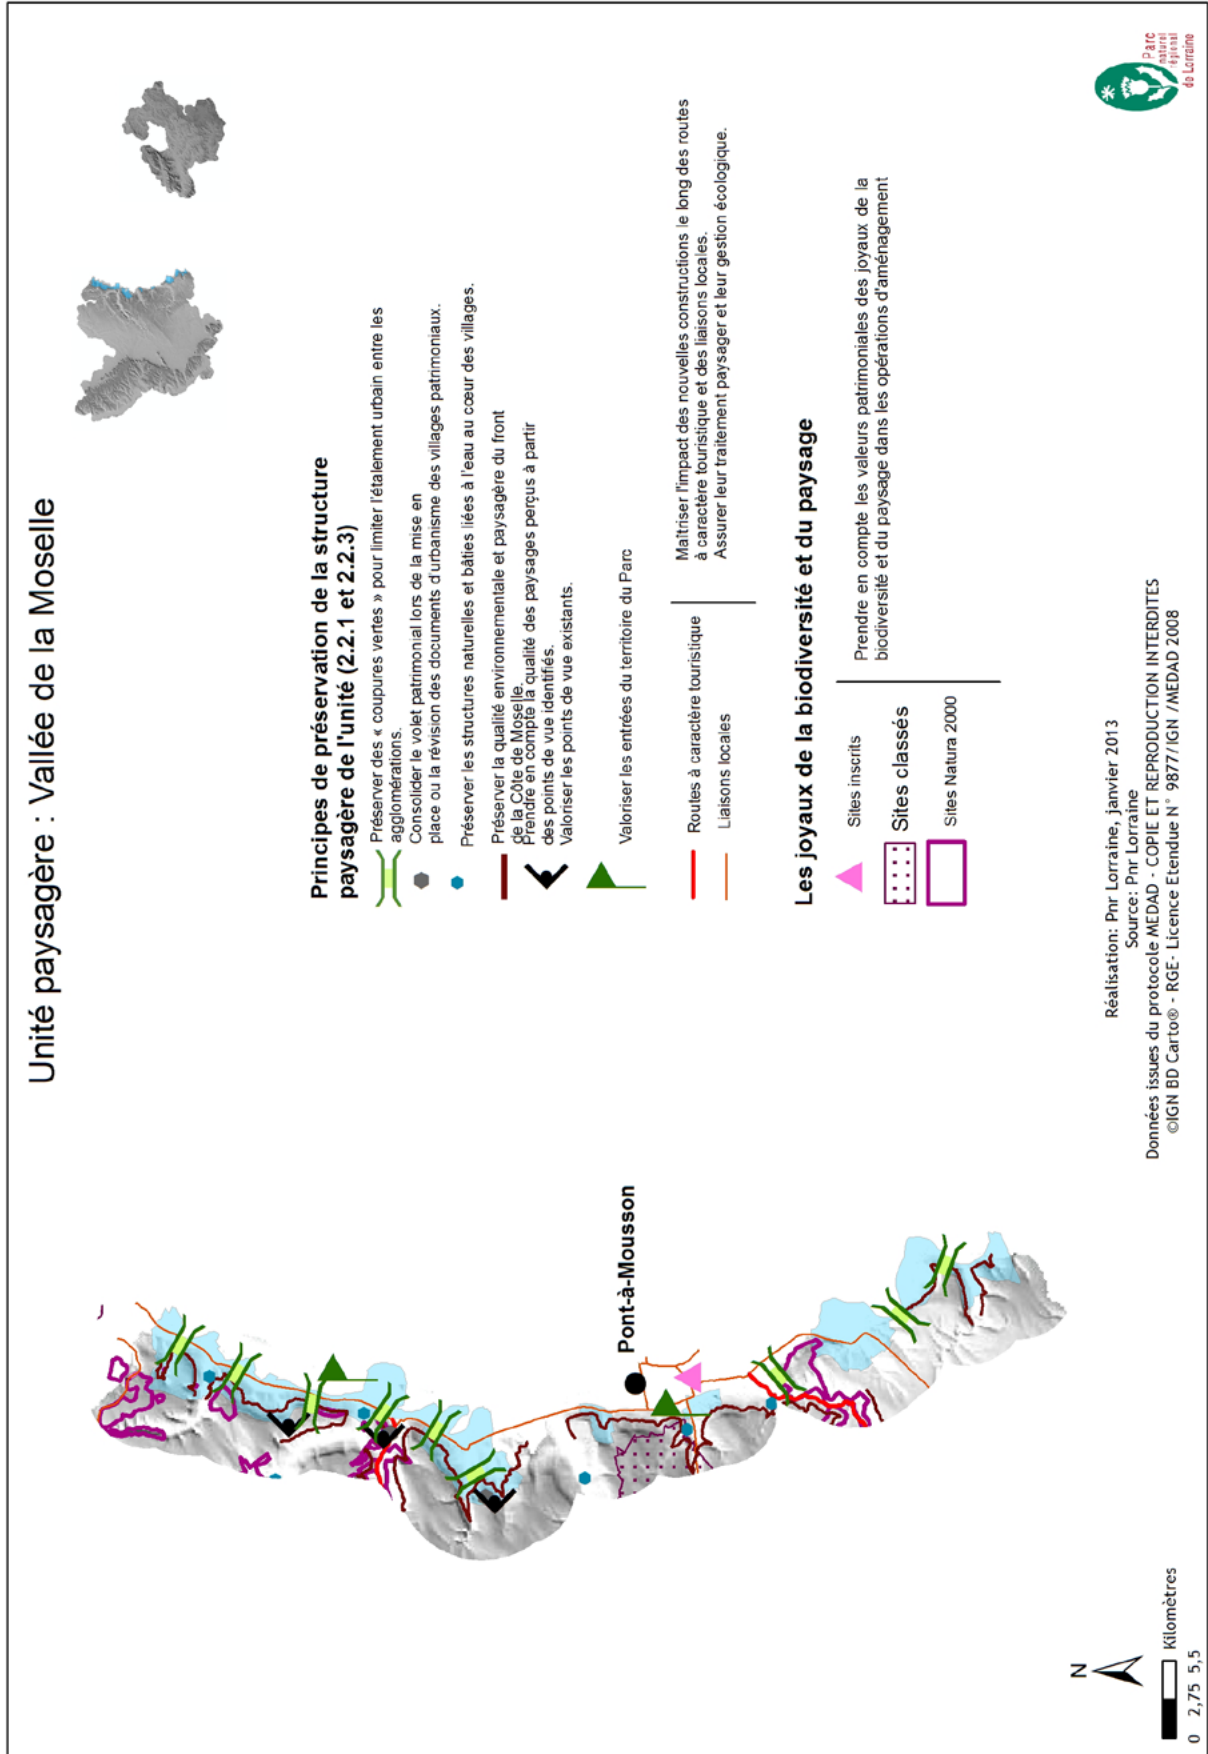 Unité paysagère : Vallée de la Moselle
Principes de préservation de la structure
paysagère de l'unité (2.2.1 et 2.2.3)
Préserver des « coupures vertes » pour limiter l'étalement urbain entre les
agglomérations.
Consolider le volet patrimonial lors de la mise en
place ou la révision des documents d'urbanisme des villages patrimoniaux.
Préserver les structures naturelles et bâties liées à l'eau au cœur des villages.
Préserver la qualité environnementale et paysagère du front
de la Côte de Moselle.
Prendre en compte la qualité des paysages perçus à partir
des points de vue identifiés.
Valoriser les points de vue existants.
Valoriser les entrées du territoire du Parc
Routes à caractère touristique
Liaisons locales
Maîtriser l'impact des nouvelles constructions le long des routes
à caractère touristique et des liaisons locales.
Assurer leur traitement paysager et leur gestion écologique.
Les joyaux de la biodiversité et du paysage
Sites inscrits
Sites classés
Sites Natura 2000
Prendre en compte les valeurs patrimoniales des joyaux de la
biodiversité et du paysage dans les opérations d'aménagement
Pont-à-Mousson
N
Kilomètres
0 2,75 5,5
Réalisation: Pnr Lorraine, janvier 2013
Source: Pnr Lorraine
Données issues du protocole MEDAD - COPIE ET REPRODUCTION INTERDITES
©IGN BD Carto® - RGE- Licence Etendue N° 9877/IGN /MEDAD 2008
Parc
naturel
régional
de Lorraine